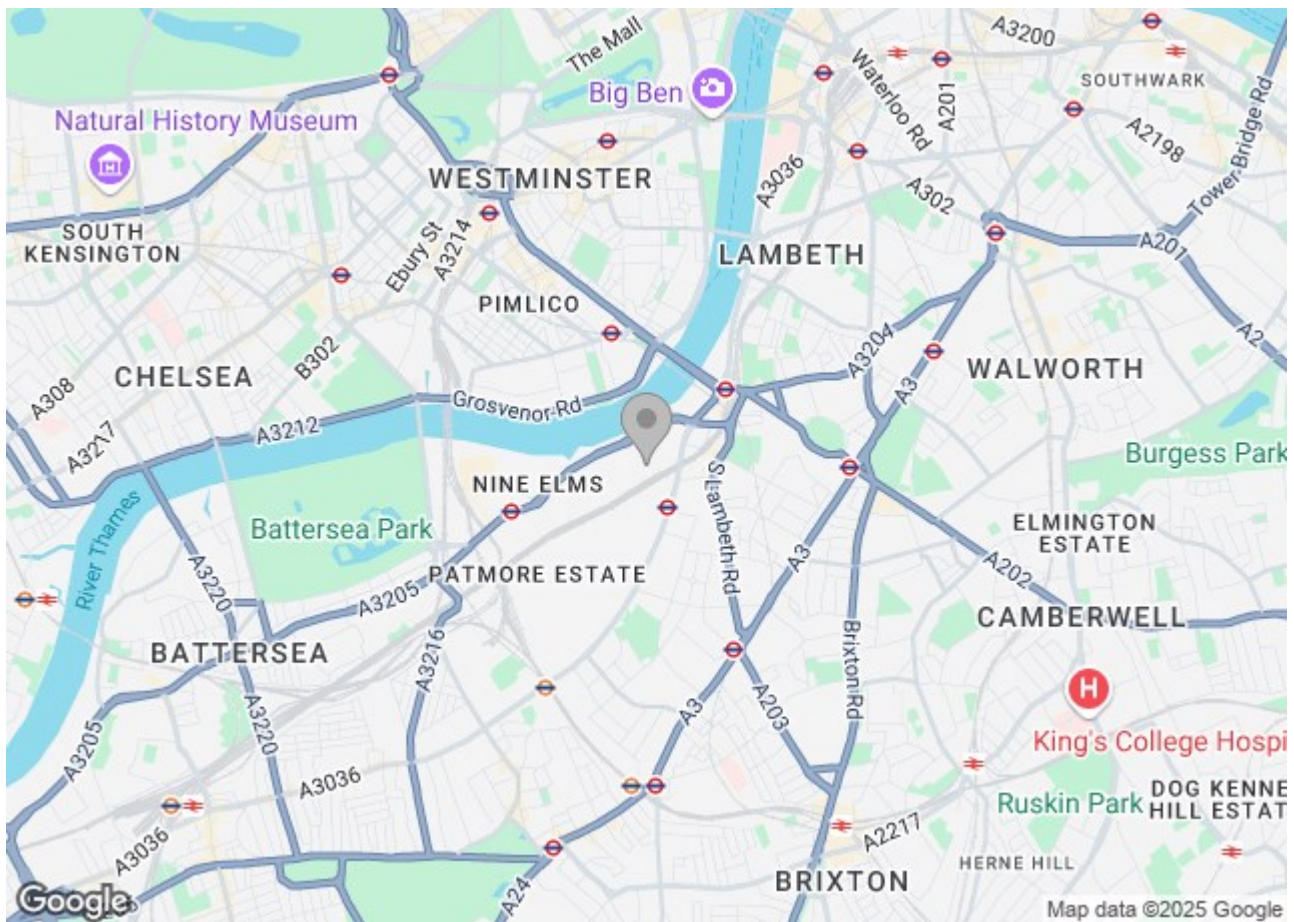 The Mall
A3200
SOUTHWARK
Big Ben
Waterloo Rd
A201
Natural History Museum
A2198
Tower Bridge Rd
WESTMINSTER
A3036
A302
SOUTH
KENSINGTON
Ebury St
A3214
LAMBETH
A201
PIMLICO
A2
B302
A3204
CHELSEA
WALWORTH
A308
Grosvenor Rd
A3
A3212
A3217
Burgess Park
NINE ELMS
S Lambeth Rd
Battersea Park
ELMINGTON
ESTATE
River Thames
A3
A202
PATMORE ESTATE
A3220
A3205
CAMBERWELL
BATTERSEA
A3216
Brixton Rd
H
A3
A203
A3220
A3205
King's College Hospi
A3036
Ruskin Park
DOG KENNE
HILL ESTAT
A3036
A2217
HERNE HILL
BRIXTON
A24
Google
Map data ©2025 Google